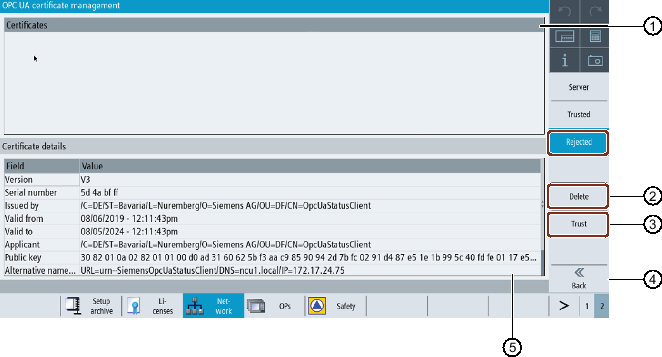 OPC UA certificate management
Certificates
1
Server
Trusted
Rejected
Certificate details
Field Value
Version V3
Serial number 5d 4a bf ff
Issued by /C=DE/ST=Bavaria/L=Nuremberg/O=Siemens AG/OU=DF/CN=OpcUaStatusClient
Valid from 08/06/2019 - 12:11:43pm
Valid to 08/05/2024 - 12:11:43pm
Applicant /C=DE/ST=Bavaria/L=Nuremberg/O=Siemens AG/OU=DF/CN=OpcUaStatusClient
Public key 30 82 01 0a 02 82 01 01 00 d0 ad 31 60 62 5b f3 aa c9 85 90 94 2d 7b fc 02 91 d4 87 e5 1e 1b 99 5c 40 fd fe 01 17 e5...
Alternative name... URL=urn-SiemensOpcUaStatusClient/DNS=ncu1.local/IP=172.17.24.75
Delete
2
Trust
3
Back
4
Setup
archive
Li-
censes
Net-
work
OPs
Safety
> 1 2
5